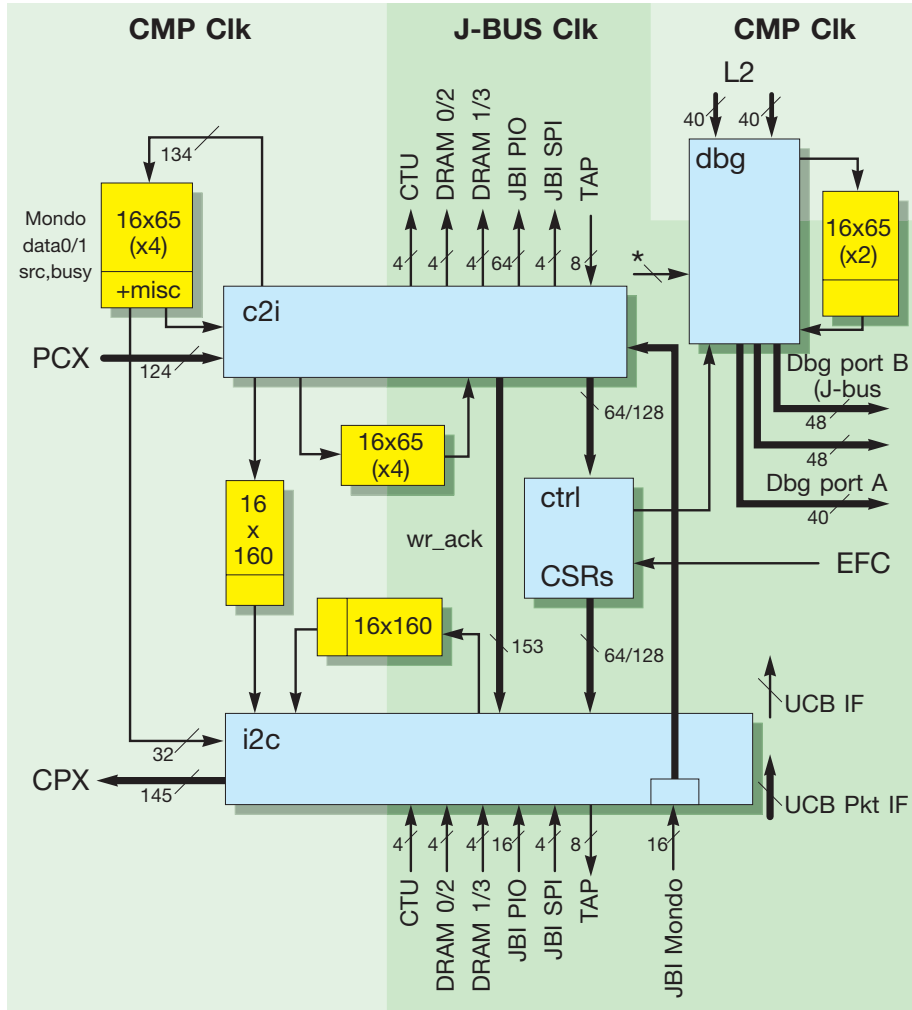 CMP Clk
J-BUS Clk
CMP Clk
L2
40
40
134
dbg
CTU
DRAM 0/2
DRAM 1/3
JBI PIO
JBI SPI
TAP
Mondo
data0/1
src,busy
16x65
(x4)
+misc
16x65
(x2)
4
4
4
64
4
8
*
c2i
PCX
124
Dbg port B
(J-bus
48
64/128
16x65
(x4)
48
Dbg port A
40
16
x
160
ctrl
CSRs
wr_ack
EFC
16x160
153
64/128
UCB IF
i2c
32
CPX
145
UCB Pkt IF
4
4
4
16
4
8
16
CTU
DRAM 0/2
DRAM 1/3
JBI PIO
JBI SPI
TAP
JBI Mondo